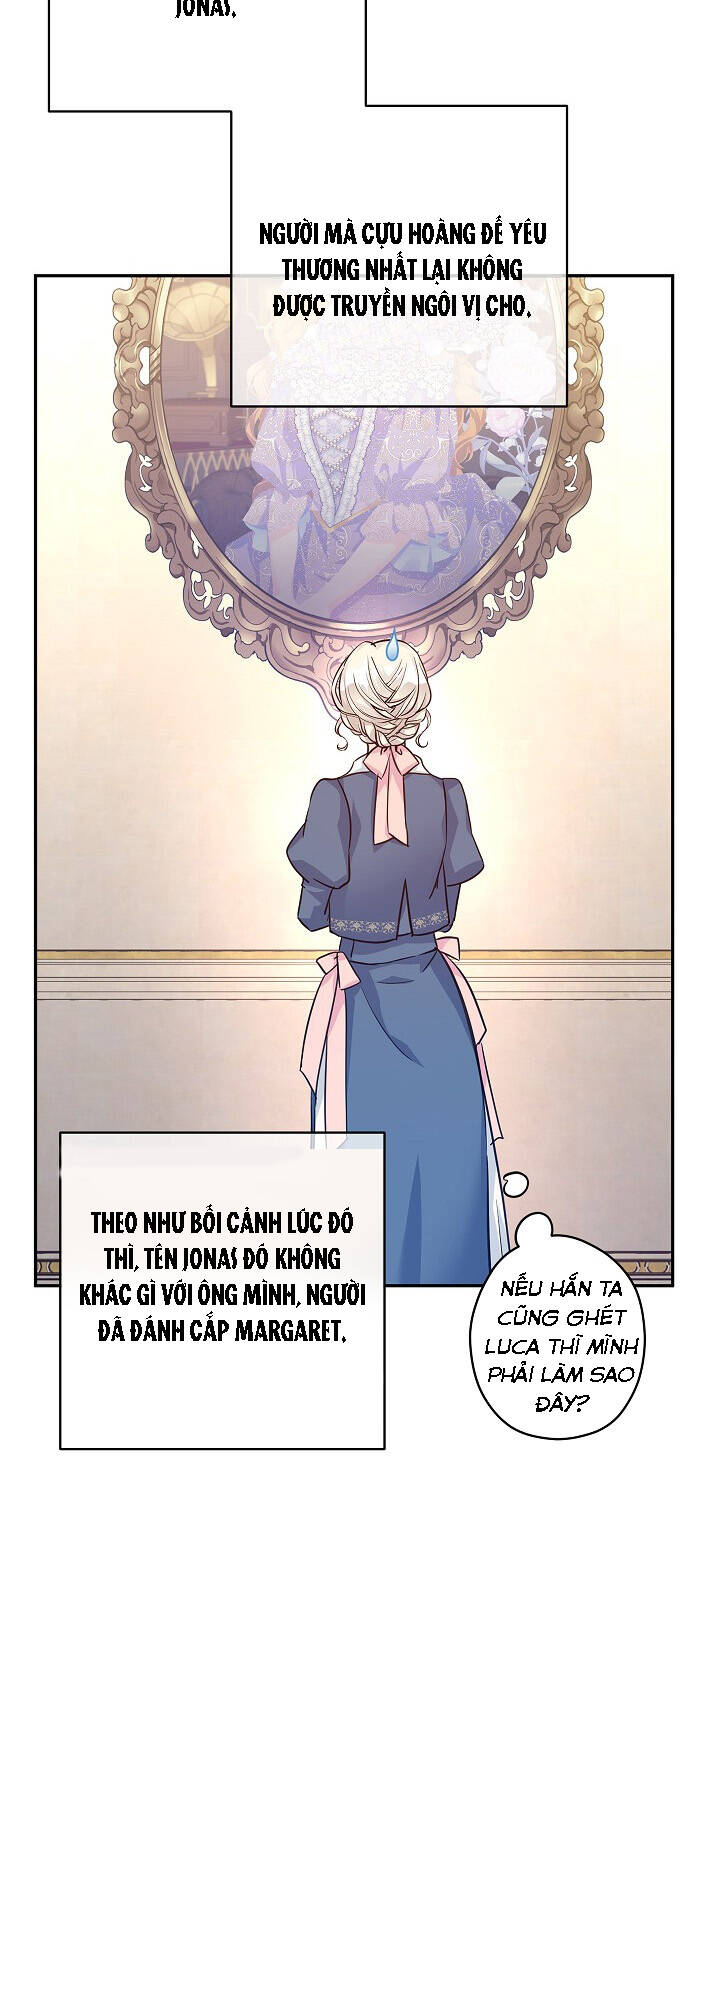 JONAS.
NGƯỜI MÀ CỰU HOÀNG ĐẾ YÊU
THƯƠNG NHẤT LẠI KHÔNG
ĐƯỢC TRUYỀN NGÔI VỊ CHO.
THEO NHƯ BỐI CẢNH LÚC ĐÓ
THÌ, TÊN JONAS ĐÓ KHÔNG
KHÁC GÌ VỚI ÔNG MÌNH, NGƯỜI
ĐÃ ĐÁNH CẮP MARGARET.
NẾU HẮN TA
CŨNG GHÉT
LUCA THÌ MÌNH
PHẢI LÀM SAO
ĐÂY?